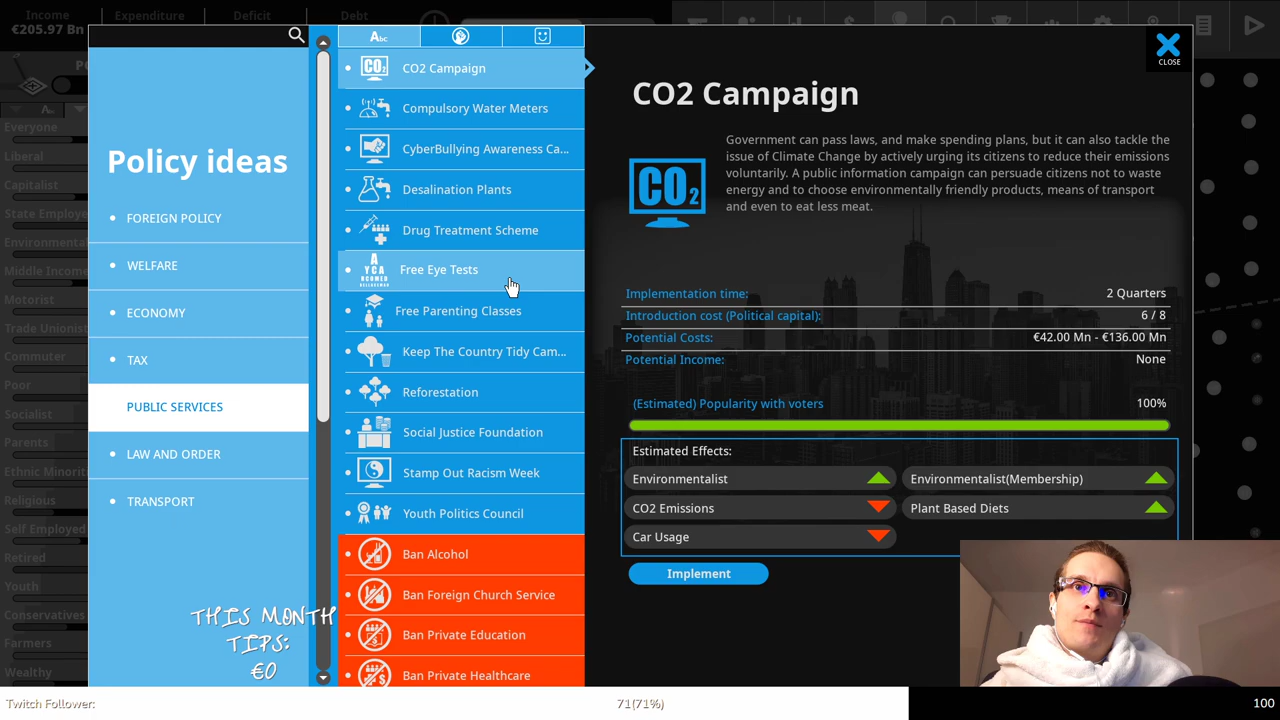 Income
€205.97 Bn
Expenditure
Deficit
Debt
Everyone
Liberal
Capitalist
State Employe
Environmental
Middle Income
Motorist
Trade Unionist
Commuter
Poor
Socialist
Parents
Ethnic Minoriti
Religious
Self Employed
Retired
Youth
Conservatives
Farmers
Wealthy
Policy ideas
FOREIGN POLICY
WELFARE
ECONOMY
TAX
PUBLIC SERVICES
LAW AND ORDER
TRANSPORT
THIS MONTH
TIPS:
€0
Abc
CO2 Campaign
Compulsory Water Meters
CyberBullying Awareness Ca...
Desalination Plants
Drug Treatment Scheme
Free Eye Tests
Free Parenting Classes
Keep The Country Tidy Cam...
Reforestation
Social Justice Foundation
Stamp Out Racism Week
Youth Politics Council
Ban Alcohol
Ban Foreign Church Service
Ban Private Education
Ban Private Healthcare
CLOSE
CO2 Campaign
CO2
Government can pass laws, and make spending plans, but it can also tackle the
issue of Climate Change by actively urging its citizens to reduce their emissions
voluntarily. A public information campaign can persuade citizens not to waste
energy and to choose environmentally friendly products, means of transport
and even to eat less meat.
Implementation time: 2 Quarters
Introduction cost (Political capital): 6 / 8
Potential Costs: €42.00 Mn - €136.00 Mn
Potential Income: None
(Estimated) Popularity with voters 100%
Estimated Effects:
Environmentalist
Environmentalist(Membership)
CO2 Emissions
Plant Based Diets
Car Usage
Implement
Twitch Follower: 71(71%) 100